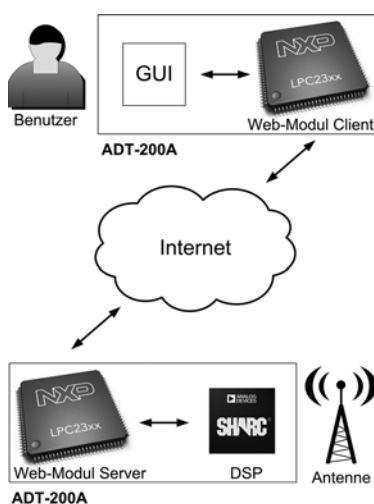 GUI
NXP
LPC23xx
Benutzer
Web-Modul Client
ADT-200A
Internet
NXP
LPC23xx
ANALOG
DEVICES
SHARC
Web-Modul Server
DSP
Antenne
ADT-200A